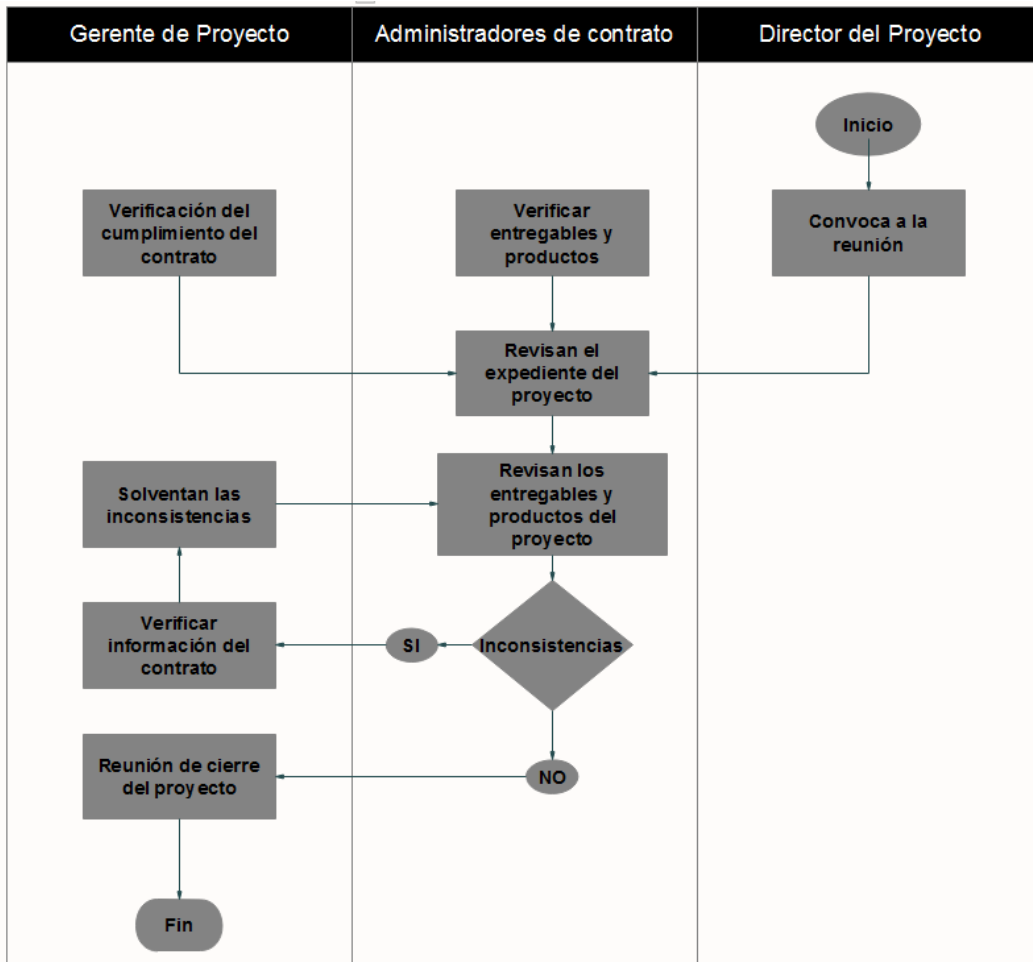 Gerente de Proyecto
Administradores de contrato
Director del Proyecto
Inicio
Verificación del
cumplimiento del
contrato
Verificar
entregables y
productos
Convoca a la
reunión
Revisan el
expediente del
proyecto
Solventan las
inconsistencias
Revisan los
entregables y
productos del
proyecto
Verificar
información del
contrato
SI
Inconsistencias
Reunión de cierre
del proyecto
NO
Fin